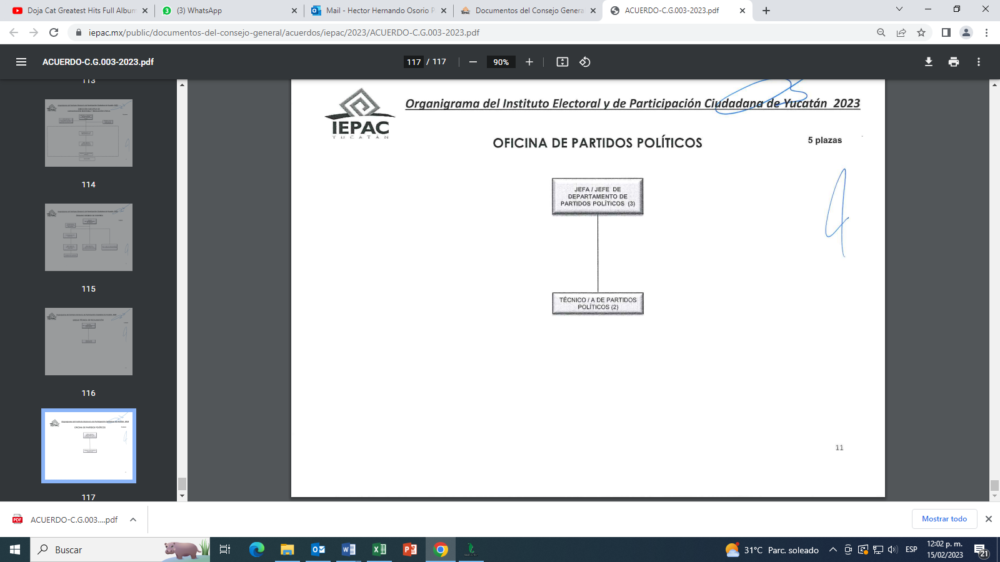 Doja Cat Greatest Hits Full Album
(3) WhatsApp
Mail - Hector Hernando Osorio P
Documentos del Consejo Genera
ACUERDO-C.G.003-2023.pdf
iepac.mx/public/documentos-del-consejo-general/acuerdos/iepac/2023/ACUERDO-C.G.003-2023.pdf
ACUERDO-C.G.003-2023.pdf
117 / 117
90%
113
114
115
116
117
IEPAC
YUCATÁN
Organigrama del Instituto Electoral y de Participación Ciudadana de Yucatán 2023
OFICINA DE PARTIDOS POLÍTICOS
5 plazas
JEFA / JEFE DE
DEPARTAMENTO DE
PARTIDOS POLÍTICOS (3)
TÉCNICO / A DE PARTIDOS
POLÍTICOS (2)
11
ACUERDO-C.G.003....pdf
Mostrar todo
Buscar
31°C Parc. soleado
ESP
12:02 p. m.
15/02/2023
21